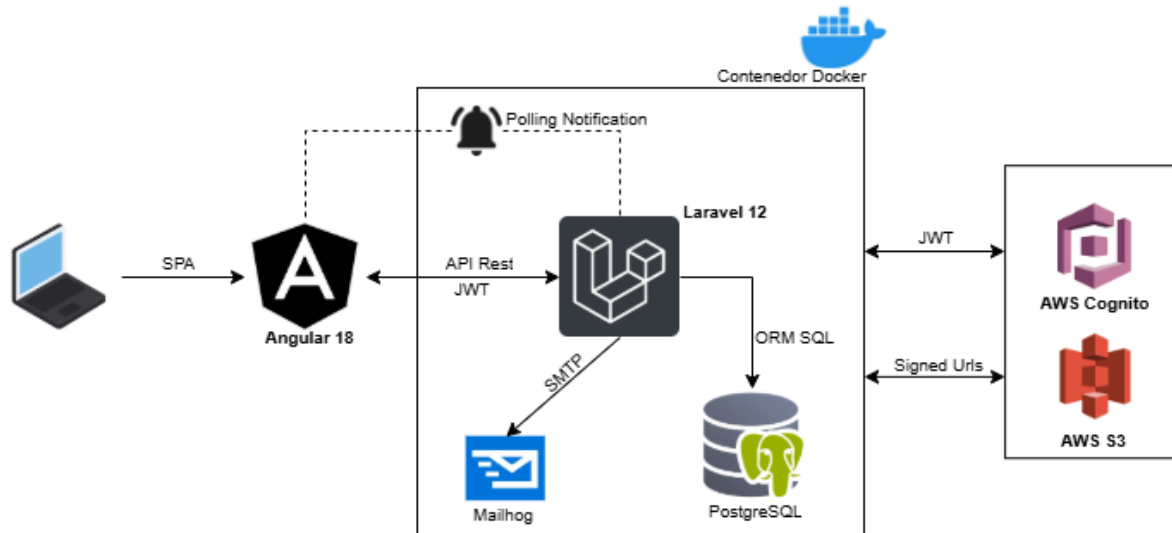 Contenedor Docker
Polling Notification
Laravel 12
SPA
API Rest
JWT
JWT
AWS Cognito
Angular 18
ORM SQL
SMTP
Signed Urls
AWS S3
Mailhog
PostgreSQL